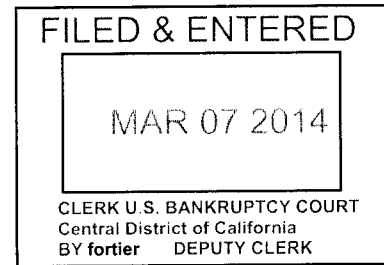 FILED & ENTERED
MAR 07 2014
CLERK U.S. BANKRUPTCY COURT
Central District of California
BY fortier DEPUTY CLERK